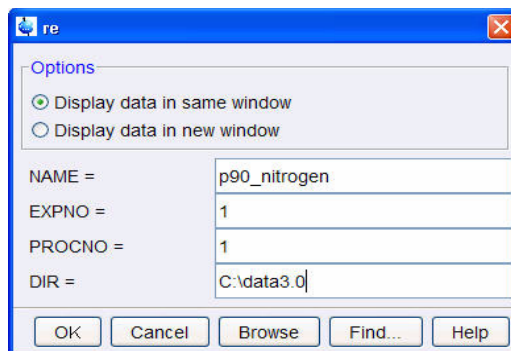 re
Options
Display data in same window
Display data in new window
NAME = p90_nitrogen
EXPNO = 1
PROCNO = 1
DIR = C:\data3.0
OK Cancel Browse Find... Help